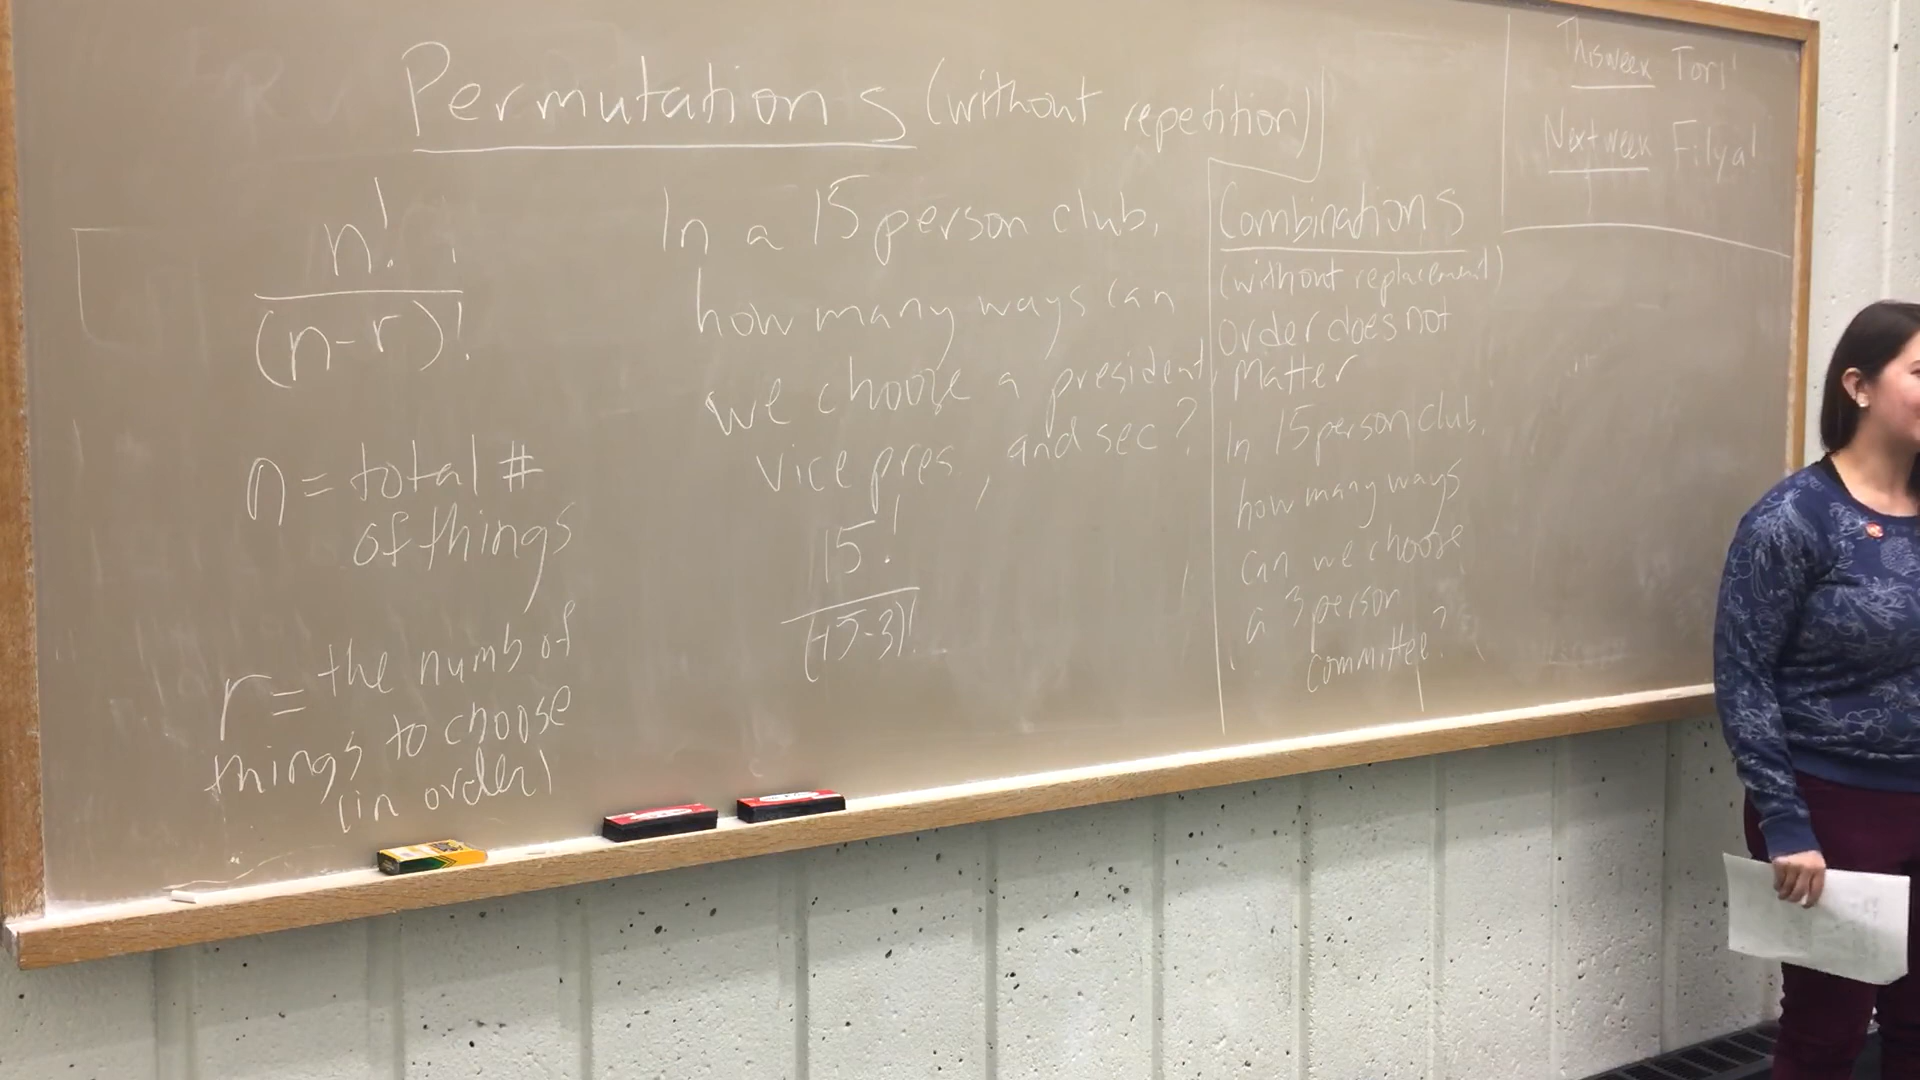 Permutations (without repetition)
n!
(n-r)!
n = total #
of things
r = the numb of
things to choose
(in order)
In a 15 person club,
how many ways can
we choose a president,
vice pres, and sec?
15!
(15-3)!
Combinations
(without replacement)
Order does not
matter
In 15 person club,
how many ways
can we choose
a 3 person
committee?
This week Tori
Next week Filya!